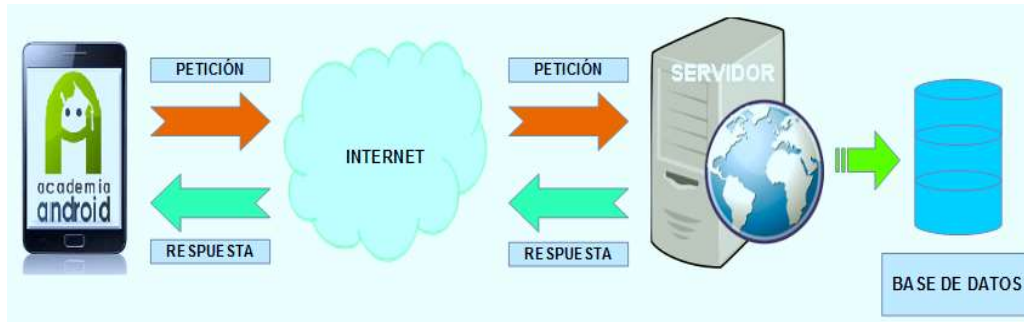 PETICIÓN
PETICIÓN
SERVIDOR
INTERNET
academia
android
RESPUESTA
RESPUESTA
BASE DE DATOS